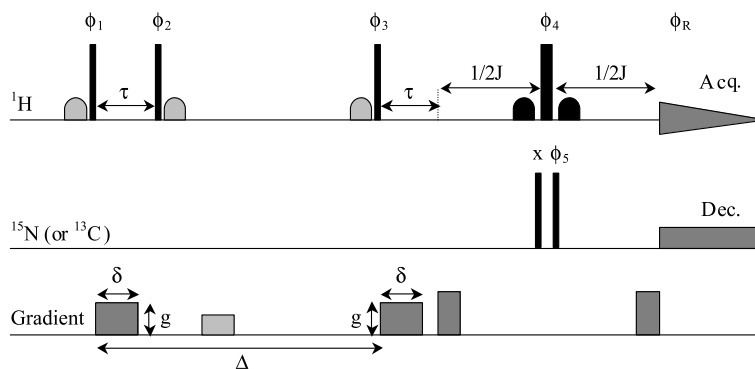 ϕ1 ϕ2 ϕ3 ϕ4 ϕR
1/2J 1/2J
τ τ Acq.
¹H
x ϕ5
¹⁵N (or ¹³C) Dec.
δ δ
Gradient g g
Δ